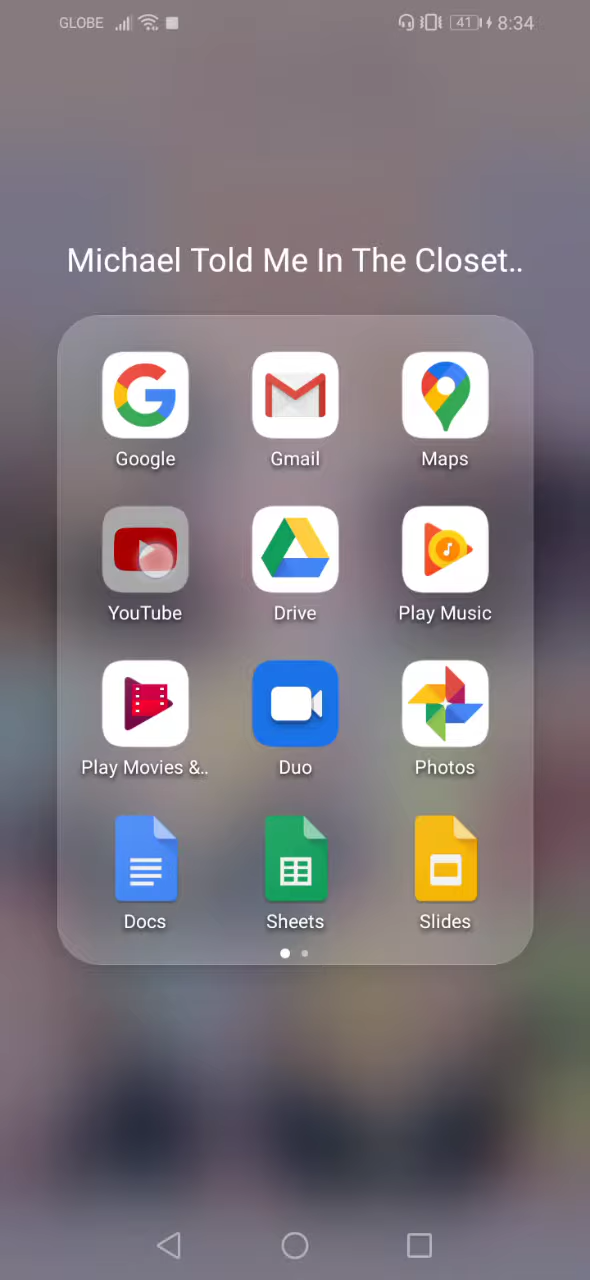 GLOBE 41 8:34
Michael Told Me In The Closet..
Google Gmail Maps
YouTube Drive Play Music
Play Movies &.. Duo Photos
Docs Sheets Slides